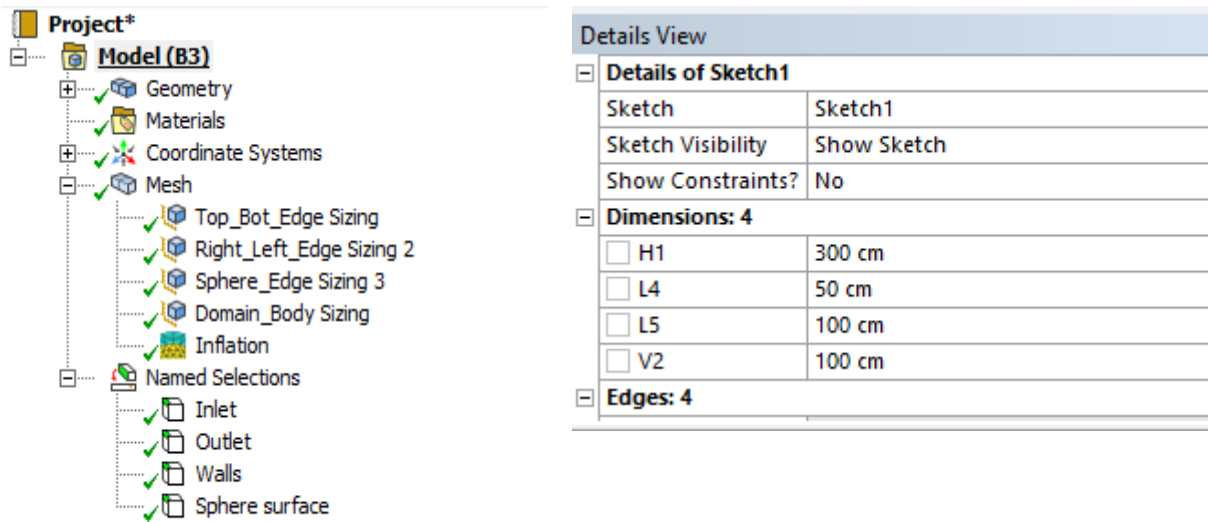 Project*
Model (B3)
Geometry
Materials
Coordinate Systems
Mesh
Top_Bot_Edge Sizing
Right_Left_Edge Sizing 2
Sphere_Edge Sizing 3
Domain_Body Sizing
Inflation
Named Selections
Inlet
Outlet
Walls
Sphere surface
Details View
Details of Sketch1
Sketch Sketch1
Sketch Visibility Show Sketch
Show Constraints? No
Dimensions: 4
H1 300 cm
L4 50 cm
L5 100 cm
V2 100 cm
Edges: 4